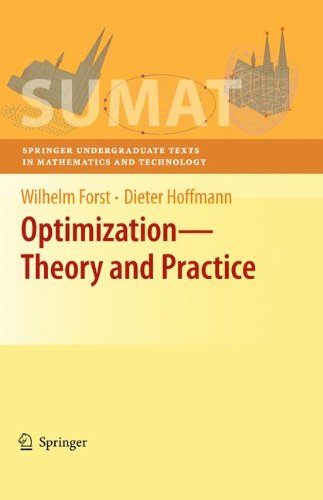 SUMAT
SPRINGER UNDERGRADUATE TEXTS
IN MATHEMATICS AND TECHNOLOGY
Wilhelm Forst · Dieter Hoffmann
Optimization—
Theory and Practice
Springer